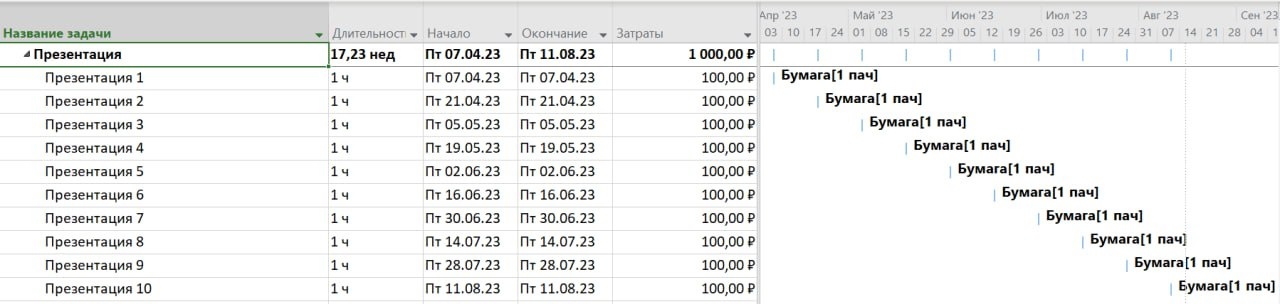 Апр '23 Май '23 Июн '23 Июл '23 Авг '23 Сен '23
Название задачи Длительност Начало Окончание Затраты 03 10 17 24 01 08 15 22 29 05 12 19 26 03 10 17 24 31 07 14 21 28 04 1
Презентация 17,23 нед Пт 07.04.23 Пт 11.08.23 1 000,00 ₽
Презентация 1 1 ч Пт 07.04.23 Пт 07.04.23 100,00 ₽ Бумага[1 пач]
Презентация 2 1 ч Пт 21.04.23 Пт 21.04.23 100,00 ₽ Бумага[1 пач]
Презентация 3 1 ч Пт 05.05.23 Пт 05.05.23 100,00 ₽ Бумага[1 пач]
Презентация 4 1 ч Пт 19.05.23 Пт 19.05.23 100,00 ₽ Бумага[1 пач]
Презентация 5 1 ч Пт 02.06.23 Пт 02.06.23 100,00 ₽ Бумага[1 пач]
Презентация 6 1 ч Пт 16.06.23 Пт 16.06.23 100,00 ₽ Бумага[1 пач]
Презентация 7 1 ч Пт 30.06.23 Пт 30.06.23 100,00 ₽ Бумага[1 пач]
Презентация 8 1 ч Пт 14.07.23 Пт 14.07.23 100,00 ₽ Бумага[1 пач]
Презентация 9 1 ч Пт 28.07.23 Пт 28.07.23 100,00 ₽ Бумага[1 пач]
Презентация 10 1 ч Пт 11.08.23 Пт 11.08.23 100,00 ₽ Бумага[1 пач]